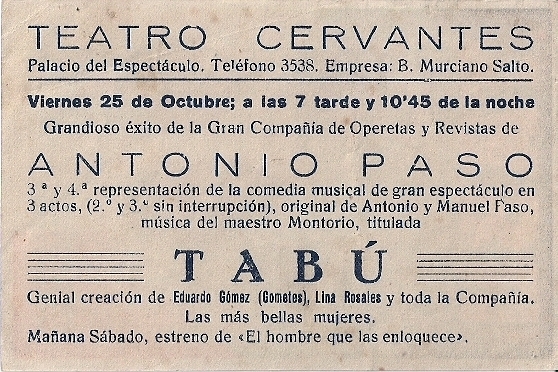 TEATRO CERVANTES
Palacio del Espectáculo. Teléfono 3538. Empresa: B. Murciano Salto.
Viernes 25 de Octubre; a las 7 tarde y 10'45 de la noche
Grandioso éxito de la Gran Compañía de Operetas y Revistas de
ANTONIO PASO
3ª y 4.ª representación de la comedia musical de gran espectáculo en
3 actos, (2.º y 3.º sin interrupción), original de Antonio y Manuel Paso,
música del maestro Montorio, titulada
TABÚ
Genial creación de Eduardo Gómez (Gometes), Lina Rosales y toda la Compañía.
Las más bellas mujeres.
Mañana Sábado, estreno de «El hombre que las enloquece».